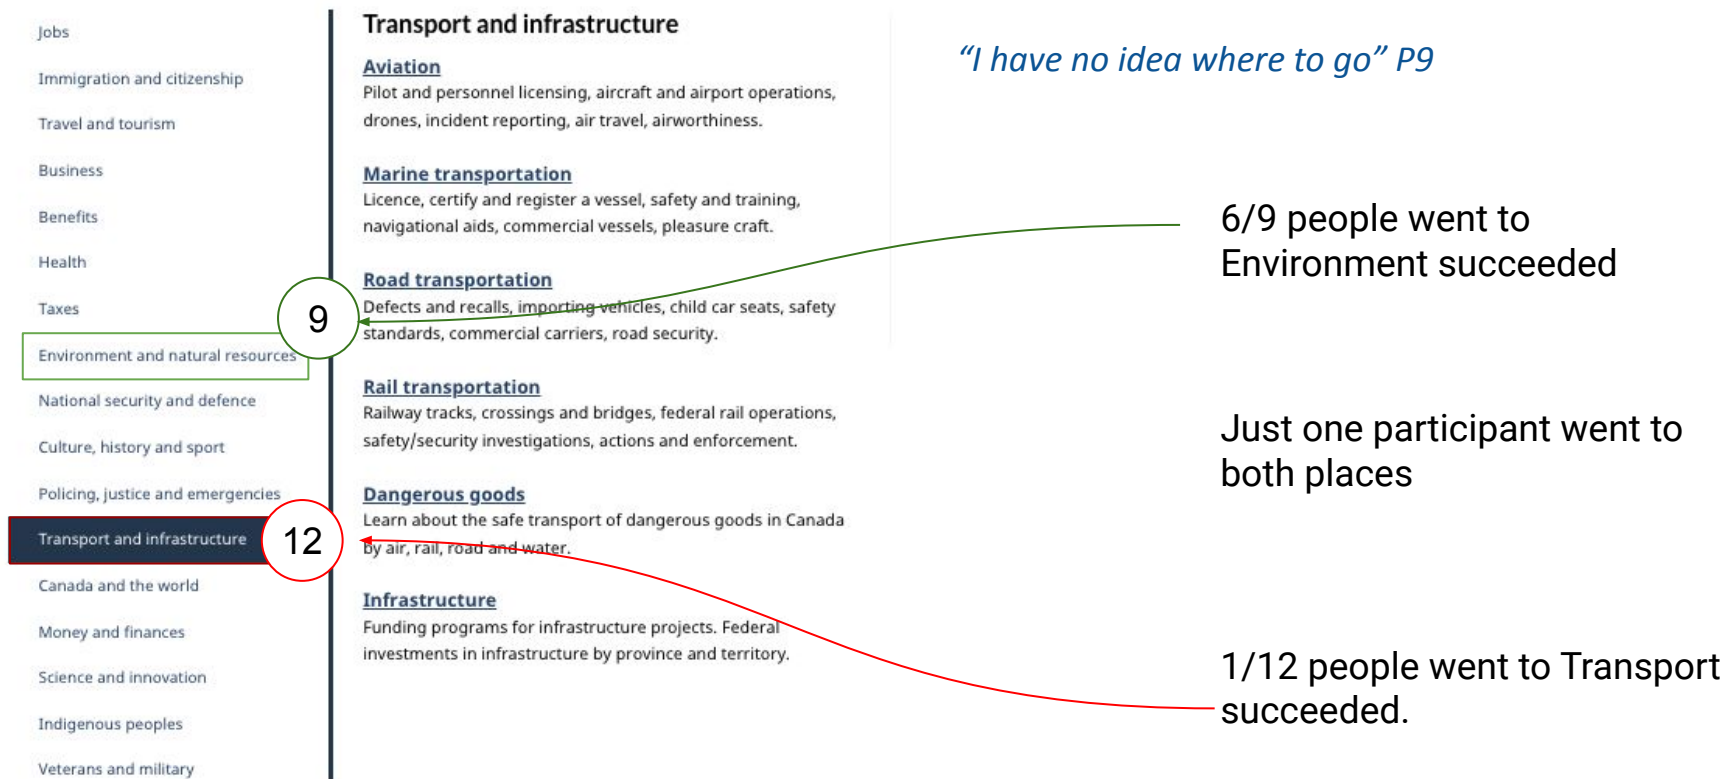 Jobs
Immigration and citizenship
Travel and tourism
Business
Benefits
Health
Taxes
Environment and natural resources
National security and defence
Culture, history and sport
Policing, justice and emergencies
Transport and infrastructure
Canada and the world
Money and finances
Science and innovation
Indigenous peoples
Veterans and military
9
12
Transport and infrastructure
Aviation
Pilot and personnel licensing, aircraft and airport operations,
drones, incident reporting, air travel, airworthiness.
Marine transportation
Licence, certify and register a vessel, safety and training,
navigational aids, commercial vessels, pleasure craft.
Road transportation
Defects and recalls, importing vehicles, child car seats, safety
standards, commercial carriers, road security.
Rail transportation
Railway tracks, crossings and bridges, federal rail operations,
safety/security investigations, actions and enforcement.
Dangerous goods
Learn about the safe transport of dangerous goods in Canada
by air, rail, road and water.
Infrastructure
Funding programs for infrastructure projects. Federal
investments in infrastructure by province and territory.
“I have no idea where to go” P9
6/9 people went to
Environment succeeded
Just one participant went to
both places
1/12 people went to Transport
succeeded.